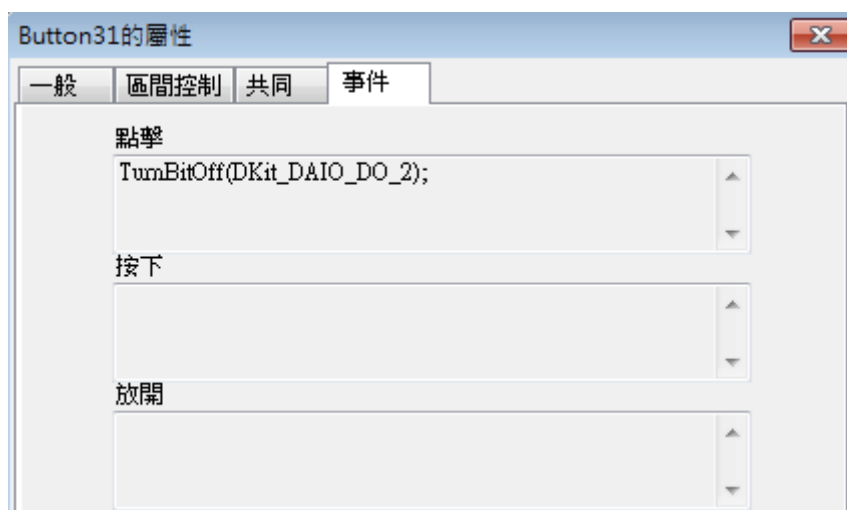 Button31的屬性
一般 區間控制 共同 事件
點擊
TurnBitOff(DKit_DAIO_DO_2);
按下
放開